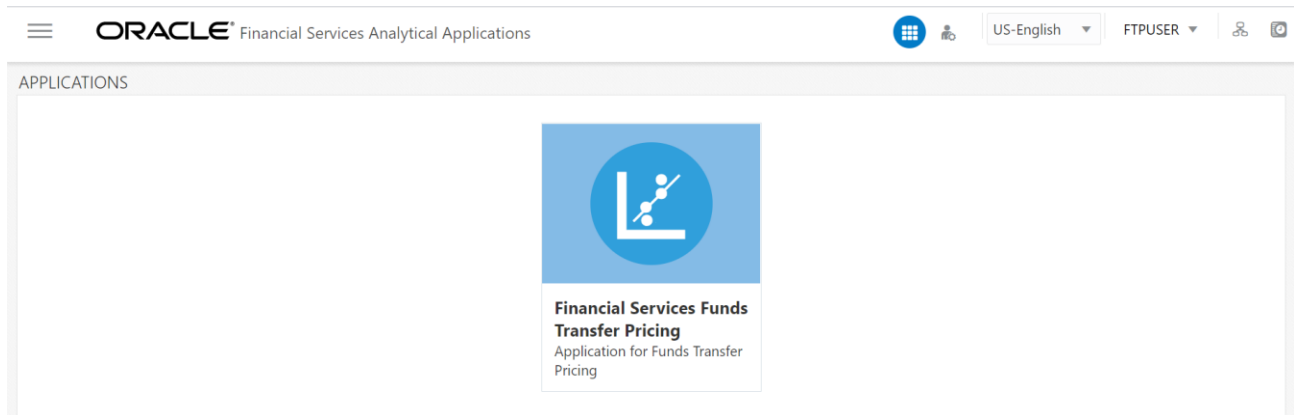 ORACLE® Financial Services Analytical Applications
US-English
FTPUSER
APPLICATIONS
Financial Services Funds
Transfer Pricing
Application for Funds Transfer
Pricing